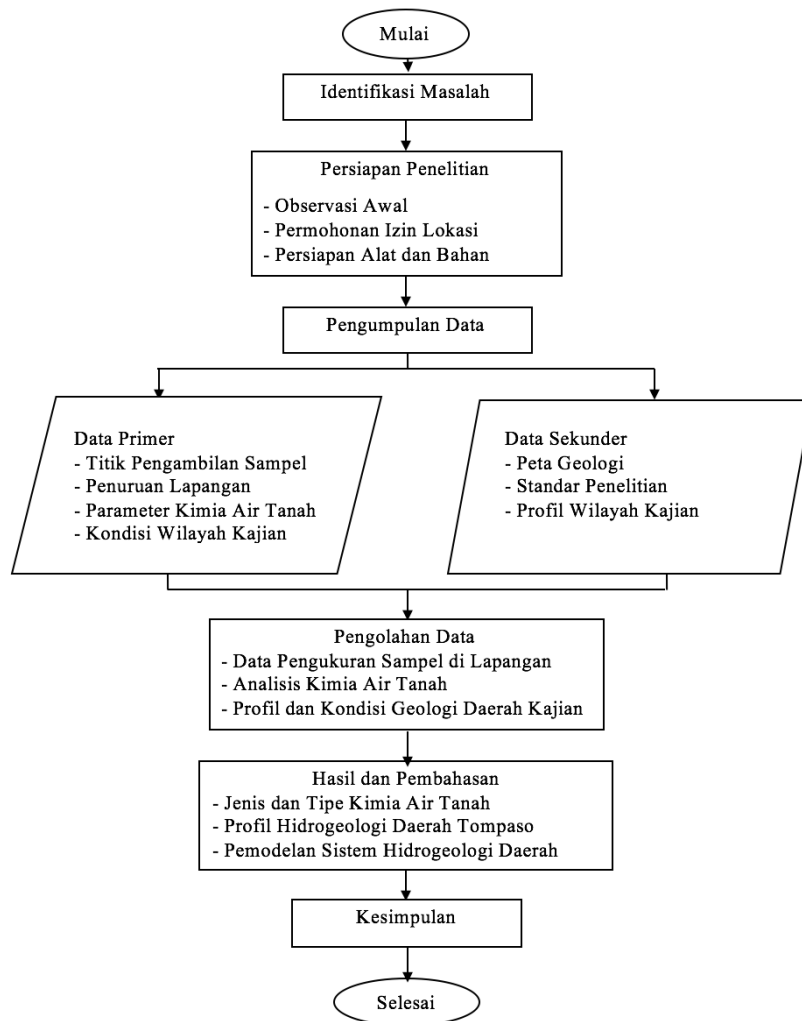 Mulai
Identifikasi Masalah
Persiapan Penelitian
- Observasi Awal
- Permohonan Izin Lokasi
- Persiapan Alat dan Bahan
Pengumpulan Data
Data Primer
- Titik Pengambilan Sampel
- Penuruan Lapangan
- Parameter Kimia Air Tanah
- Kondisi Wilayah Kajian
Data Sekunder
- Peta Geologi
- Standar Penelitian
- Profil Wilayah Kajian
Pengolahan Data
- Data Pengukuran Sampel di Lapangan
- Analisis Kimia Air Tanah
- Profil dan Kondisi Geologi Daerah Kajian
Hasil dan Pembahasan
- Jenis dan Tipe Kimia Air Tanah
- Profil Hidrogeologi Daerah Tompaso
- Pemodelan Sistem Hidrogeologi Daerah
Kesimpulan
Selesai